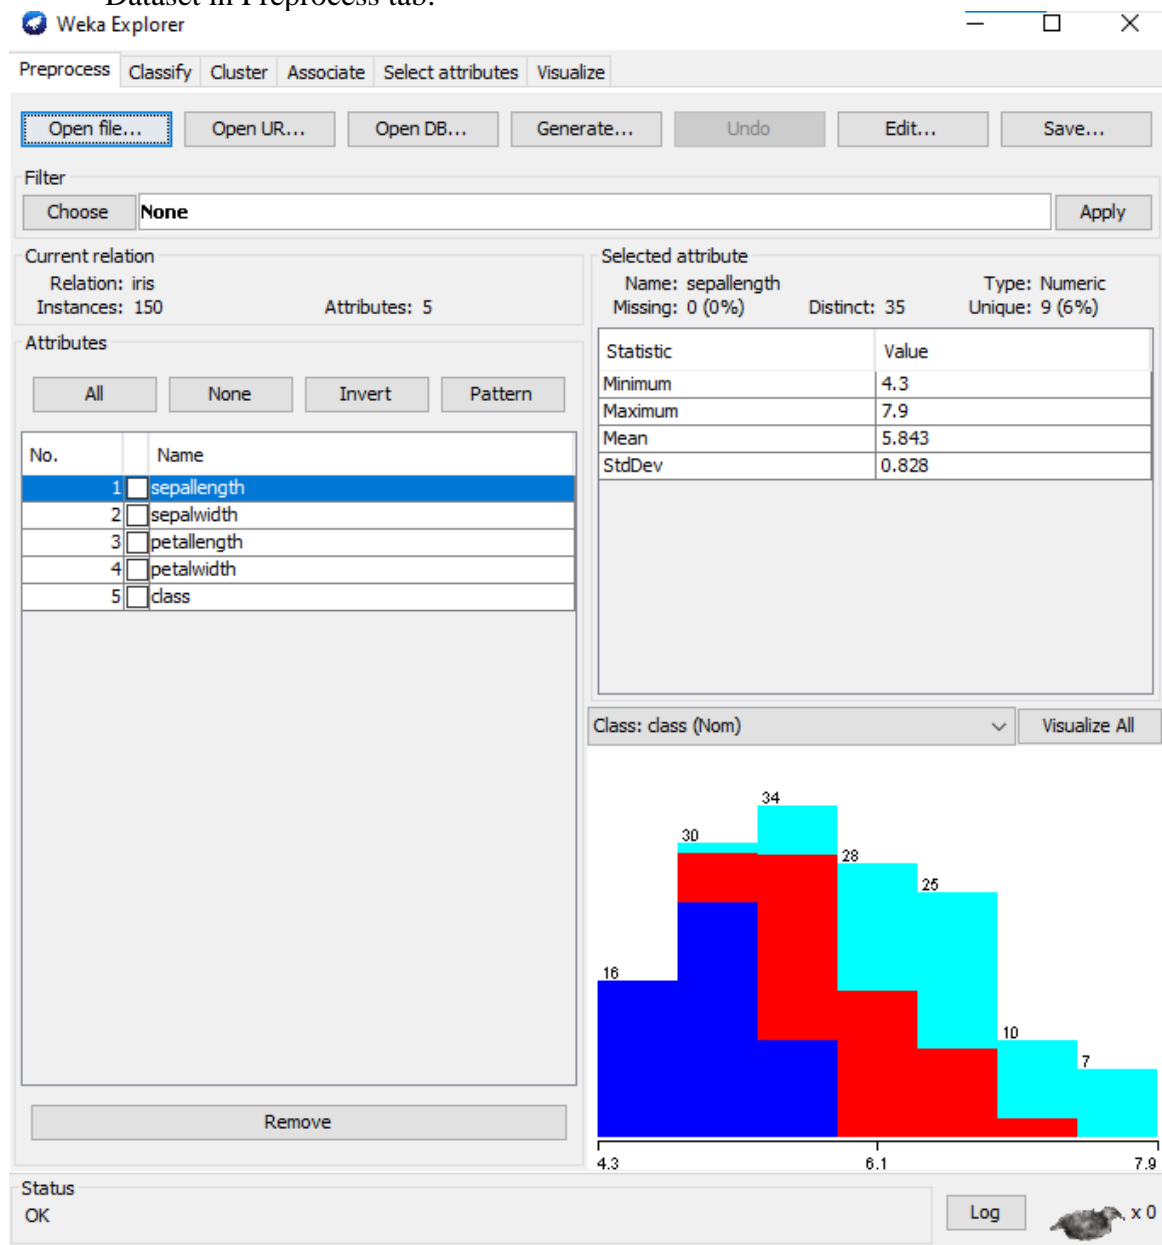 Dataset in Preprocess tab.
Weka Explorer
Preprocess Classify Cluster Associate Select attributes Visualize
Open file... Open UR... Open DB... Generate... Undo Edit... Save...
Filter
Choose None Apply
Current relation
Relation: iris
Instances: 150 Attributes: 5
Selected attribute
Name: sepallength Type: Numeric
Missing: 0 (0%) Distinct: 35 Unique: 9 (6%)
Attributes
All None Invert Pattern
No. Name
1 sepallength
2 sepalwidth
3 petallength
4 petalwidth
5 class
Remove
Statistic Value
Minimum 4.3
Maximum 7.9
Mean 5.843
StdDev 0.828
Class: class (Nom) Visualize All
34
30
28
25
16
10
7
4.3 6.1 7.9
Status
OK
Log x 0